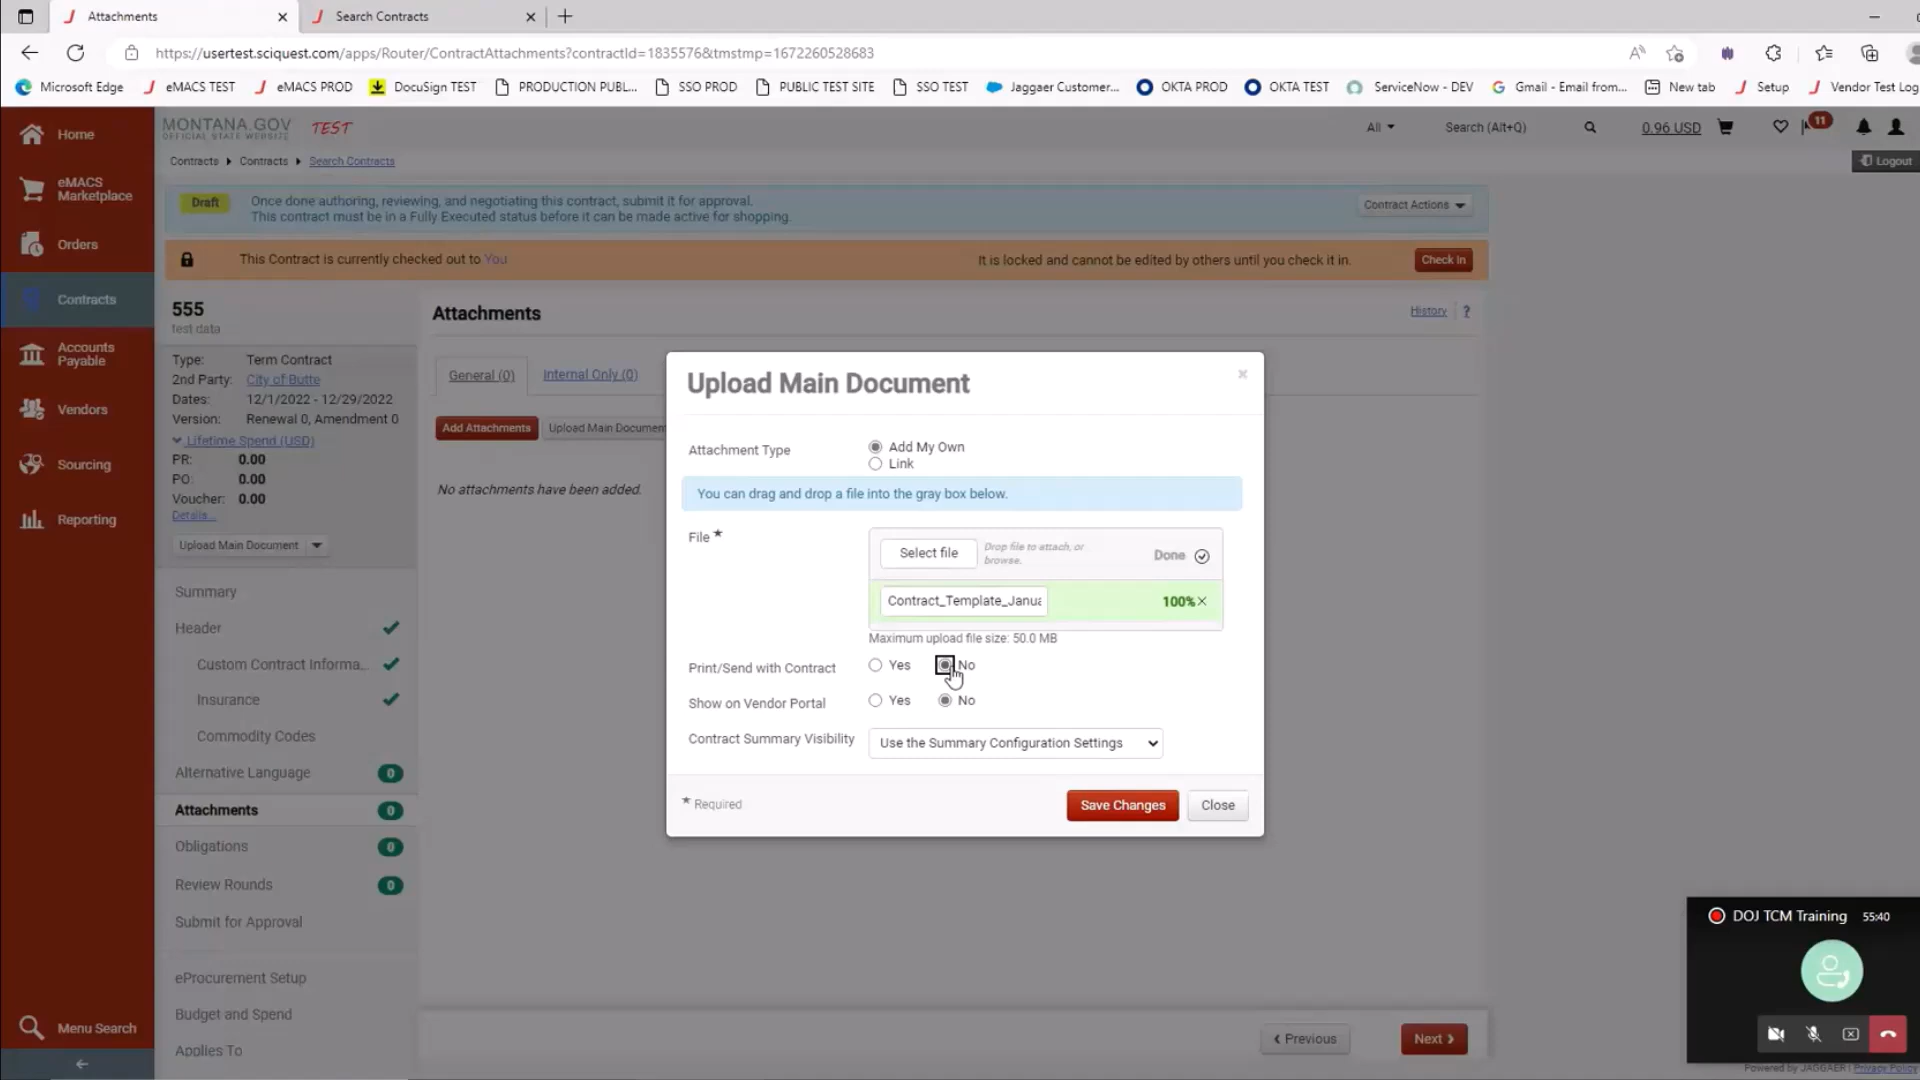 Attachments
Search Contracts
https://usertest.sciquest.com/apps/Router/ContractAttachments?contractId=1835576&tmstmp=1672260528683
Microsoft Edge
eMACS TEST
eMACS PROD
DocuSign TEST
PRODUCTION PUBL...
SSO PROD
PUBLIC TEST SITE
SSO TEST
Jaggaer Customer...
OKTA PROD
OKTA TEST
ServiceNow - DEV
Gmail - Email from...
New tab
Setup
Vendor Test Log
Home
MONTANA.GOV
OFFICIAL STATE WEBSITE
TEST
All
Search (Alt+Q)
0.96 USD
11
Contracts
Contracts
Search Contracts
Logout
eMACS
Marketplace
Orders
Contracts
Accounts
Payable
Vendors
Sourcing
Reporting
Menu Search
Draft
Once done authoring, reviewing, and negotiating this contract, submit it for approval.
This contract must be in a Fully Executed status before it can be made active for shopping.
Contract Actions
This Contract is currently checked out to You
It is locked and cannot be edited by others until you check it in.
Check In
555
test data
Type: Term Contract
2nd Party: City of Butte
Dates: 12/1/2022 - 12/29/2022
Version: Renewal 0, Amendment 0
Lifetime Spend (USD)
PR: 0.00
PO: 0.00
Voucher: 0.00
Details...
Upload Main Document
Summary
Header
Custom Contract Informa...
Insurance
Commodity Codes
Alternative Language 0
Attachments 0
Obligations 0
Review Rounds 0
Submit for Approval
eProcurement Setup
Budget and Spend
Applies To
Attachments
History
?
General (0)
Internal Only (0)
Add Attachments
Upload Main Document
No attachments have been added.
Upload Main Document
×
Attachment Type
Add My Own
Link
You can drag and drop a file into the gray box below.
File *
Select file
Drop file to attach, or
browse.
Done
Contract_Template_Janua
100% ×
Maximum upload file size: 50.0 MB
Print/Send with Contract
Yes
No
Show on Vendor Portal
Yes
No
Contract Summary Visibility
Use the Summary Configuration Settings
* Required
Save Changes
Close
Previous
Next
DOJ TCM Training 55:40
Powered by JAGGAER | Privacy Policy